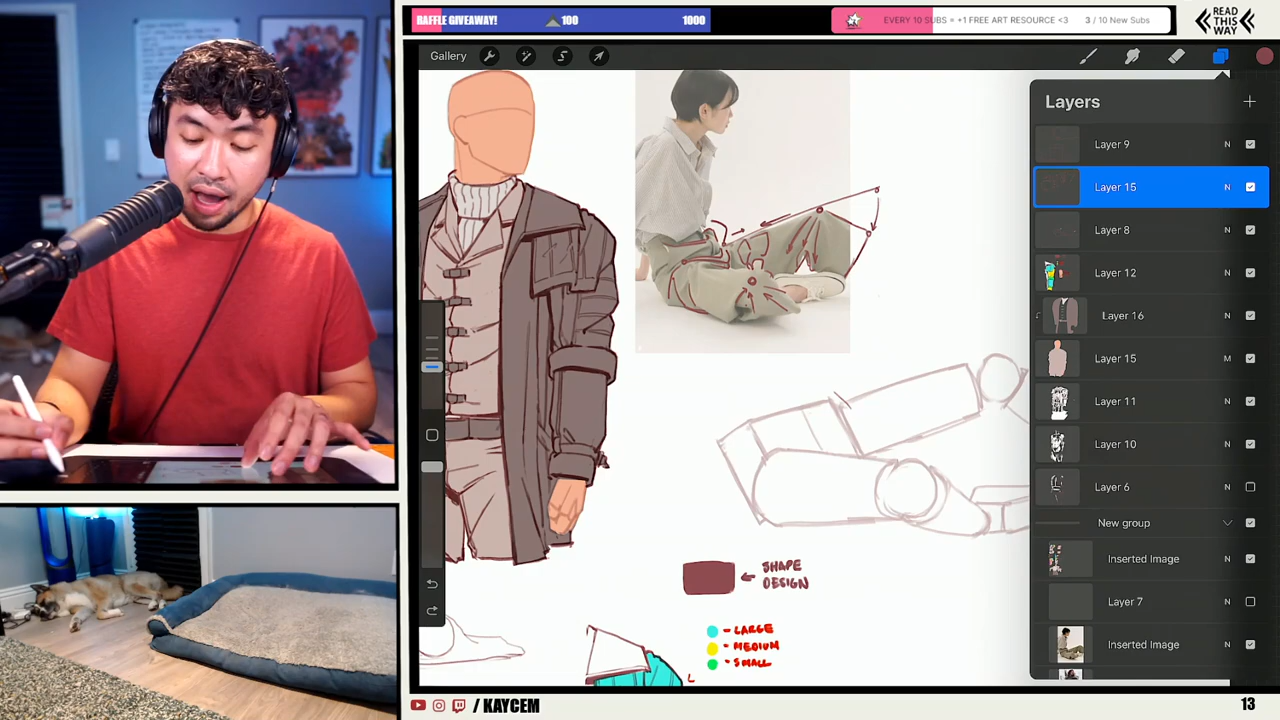 RAFFLE GIVEAWAY!
100
1000
EVERY 10 SUBS = +1 FREE ART RESOURCE <3
3 / 10 New Subs
READ
THIS
WAY
Gallery
Layers
Layer 9
N
Layer 15
N
Layer 8
N
Layer 12
N
Layer 16
N
Layer 15
M
Layer 11
N
Layer 10
N
Layer 6
N
New group
Inserted Image
N
Layer 7
N
Inserted Image
N
SHAPE
DESIGN
- LARGE
- MEDIUM
- SMALL
/ KAYCEM
13